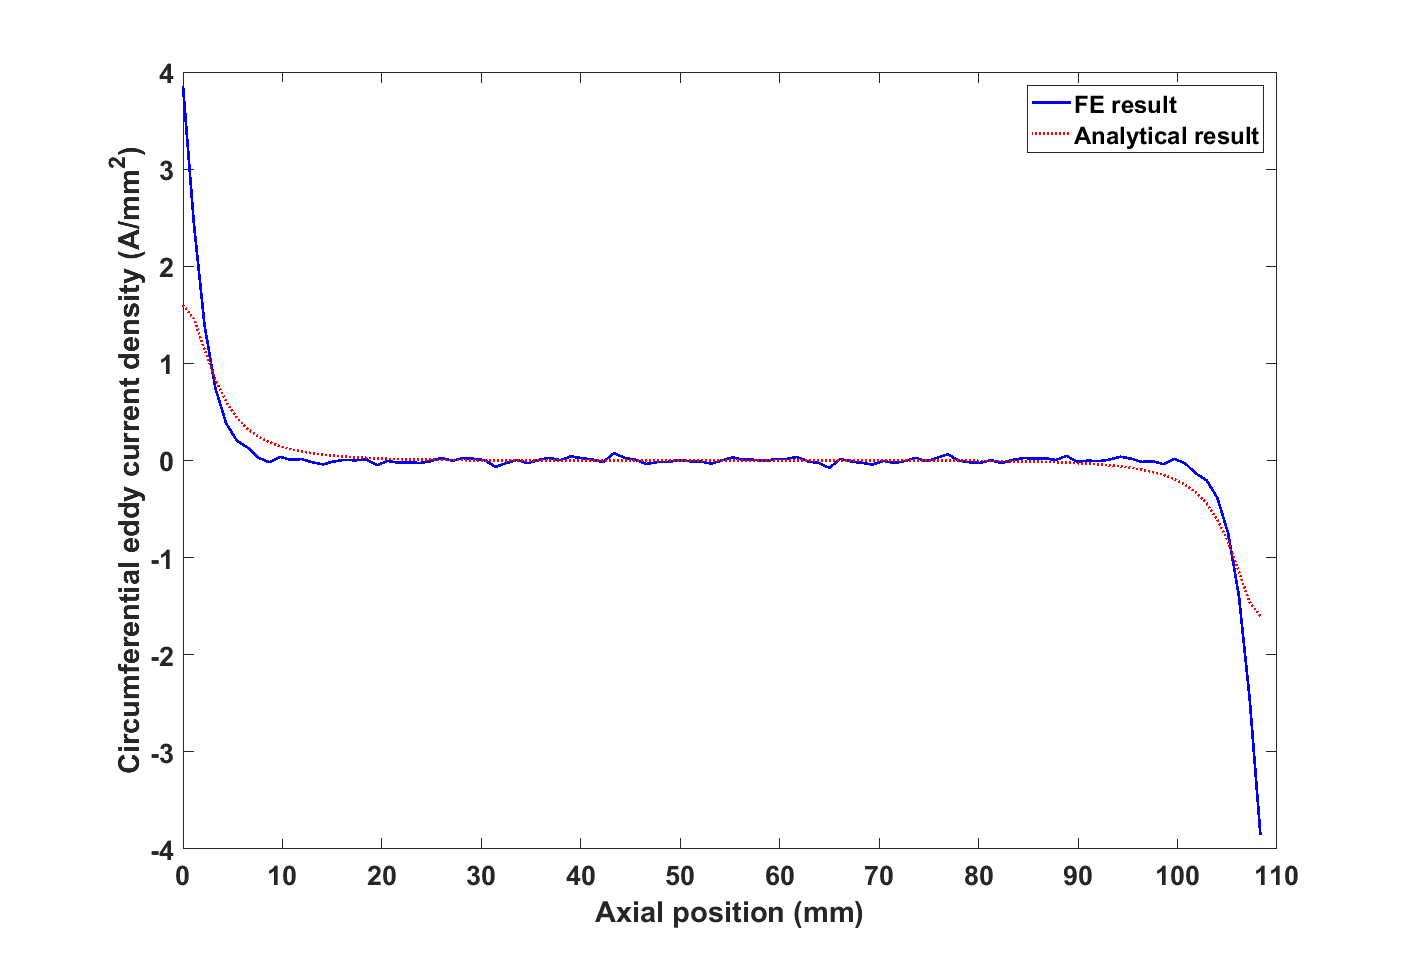 FE result
Analytical result
Circumferential eddy current density (A/mm²)
4
3
2
1
0
-1
-2
-3
-4
0 10 20 30 40 50 60 70 80 90 100 110
Axial position (mm)